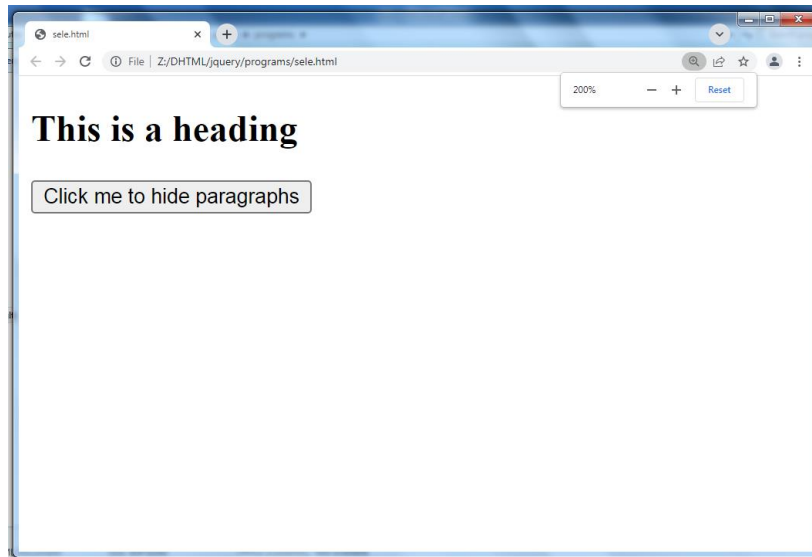 sele.html
File | Z:/DHTML/jquery/programs/sele.html
200%
Reset
This is a heading
Click me to hide paragraphs